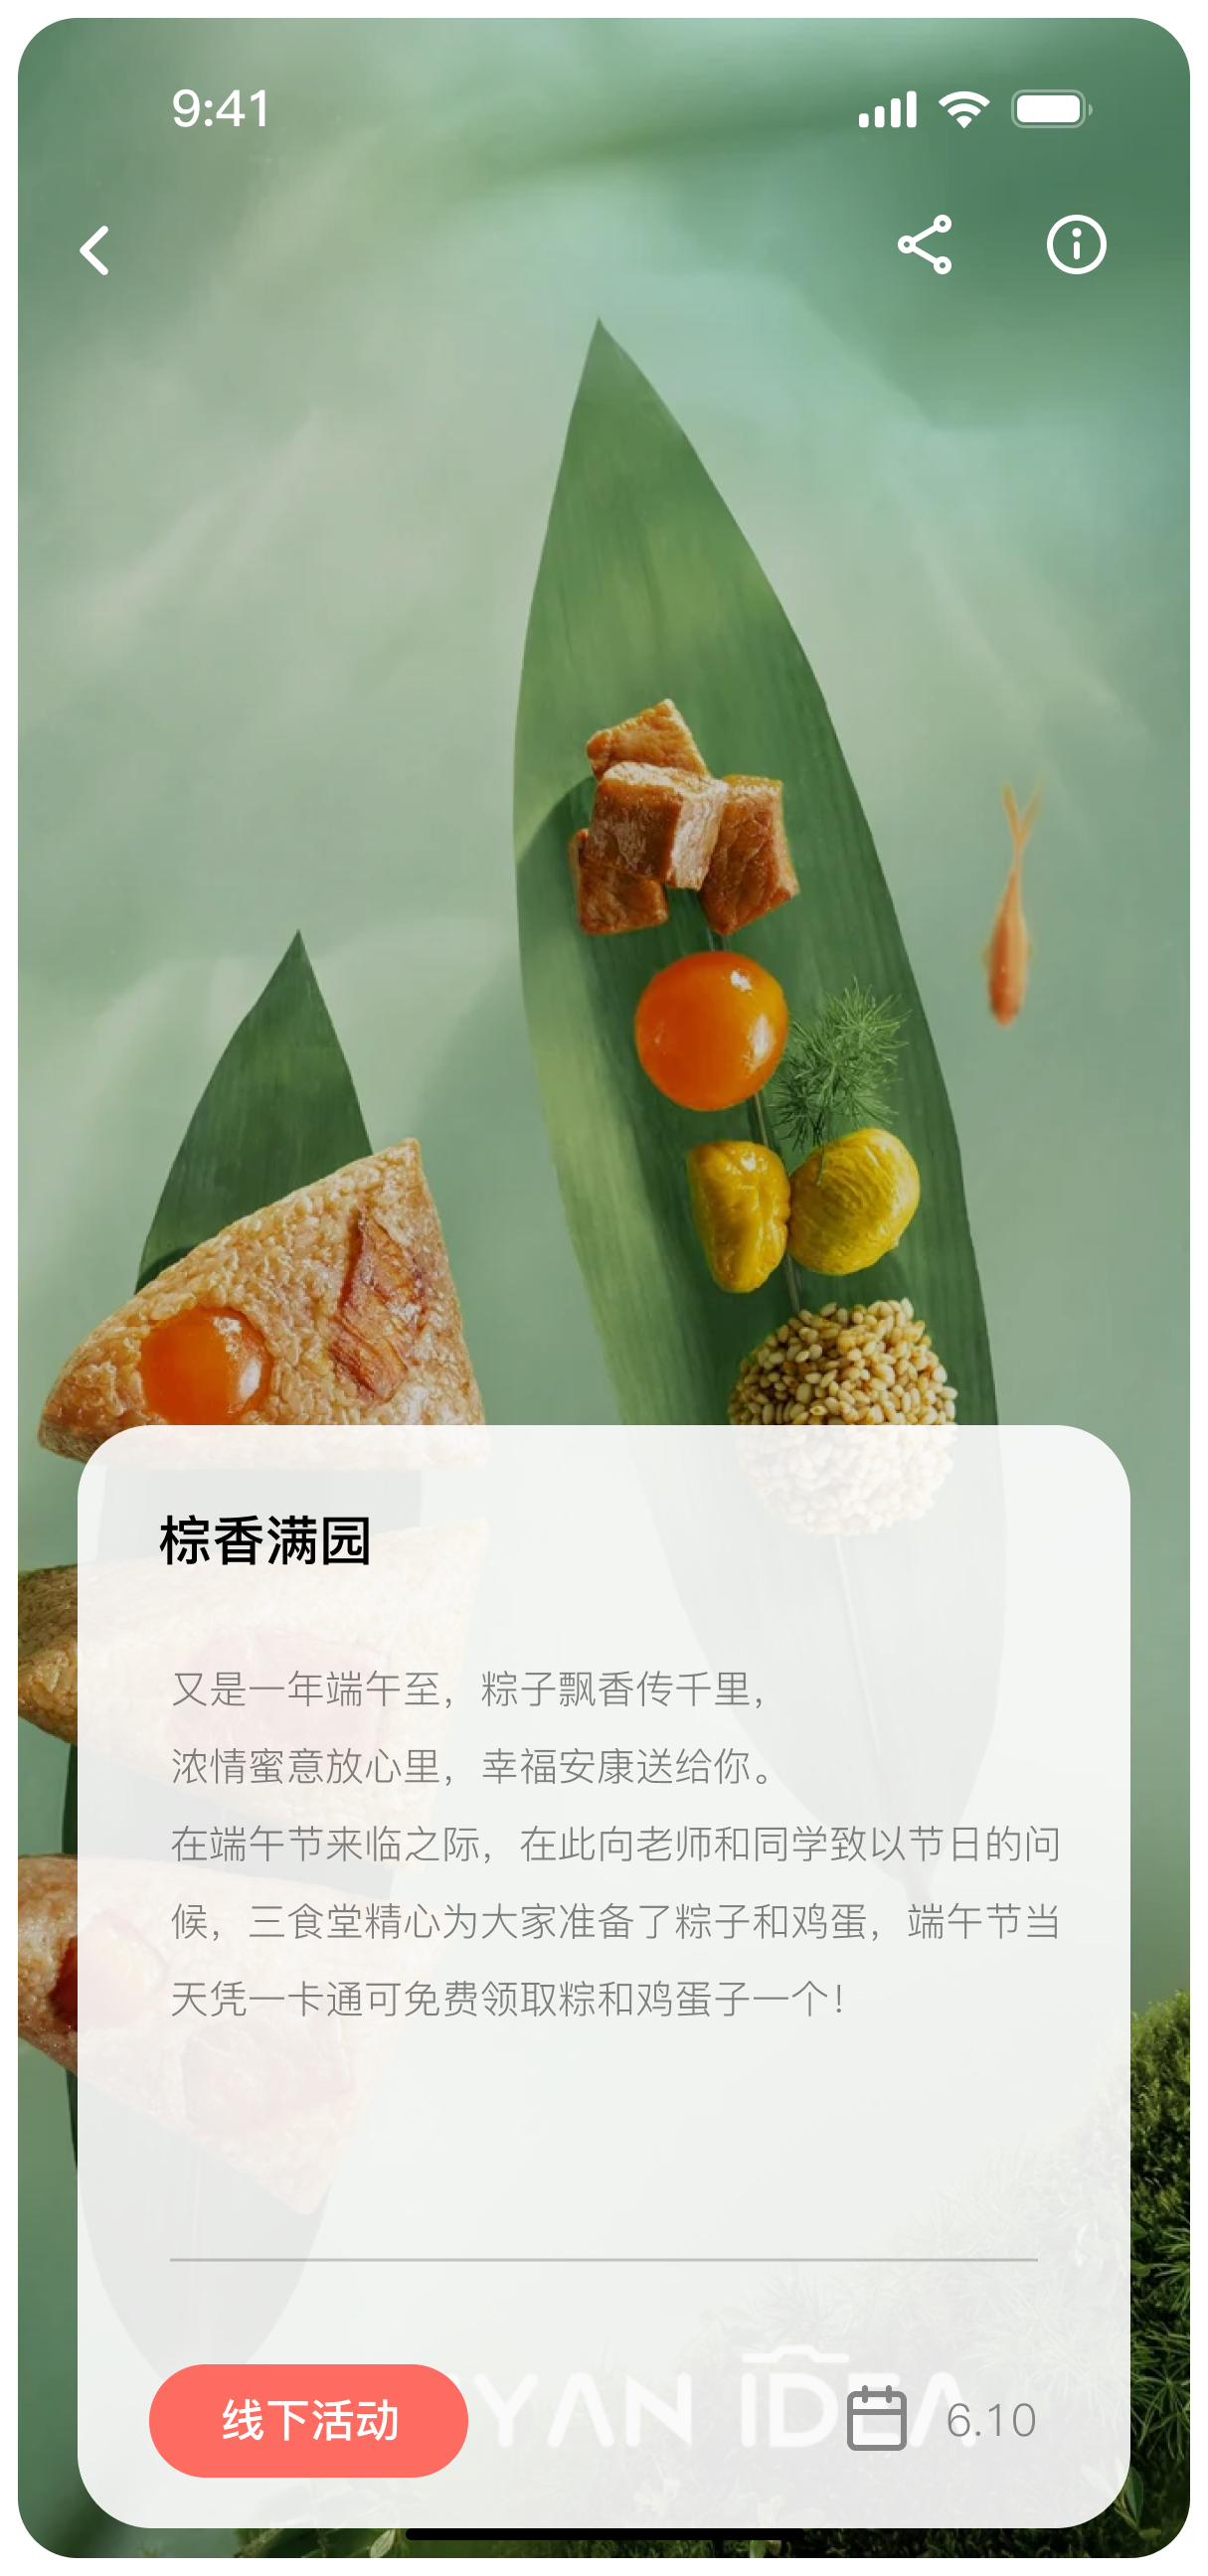 9:41
棕香满园
又是一年端午至，粽子飘香传千里，
浓情蜜意放心里，幸福安康送给你。
在端午节来临之际，在此向老师和同学致以节日的问
候，三食堂精心为大家准备了粽子和鸡蛋，端午节当
天凭一卡通可免费领取粽和鸡蛋子一个！
线下活动
YAN IDEA
6.10